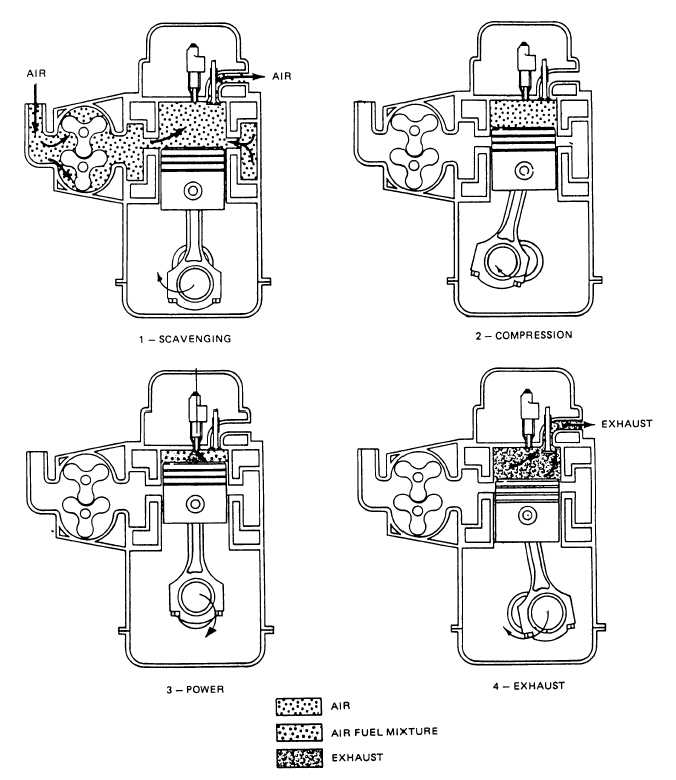 AIR
AIR
1 – SCAVENGING
2 – COMPRESSION
EXHAUST
3 – POWER
4 – EXHAUST
AIR
AIR FUEL MIXTURE
EXHAUST